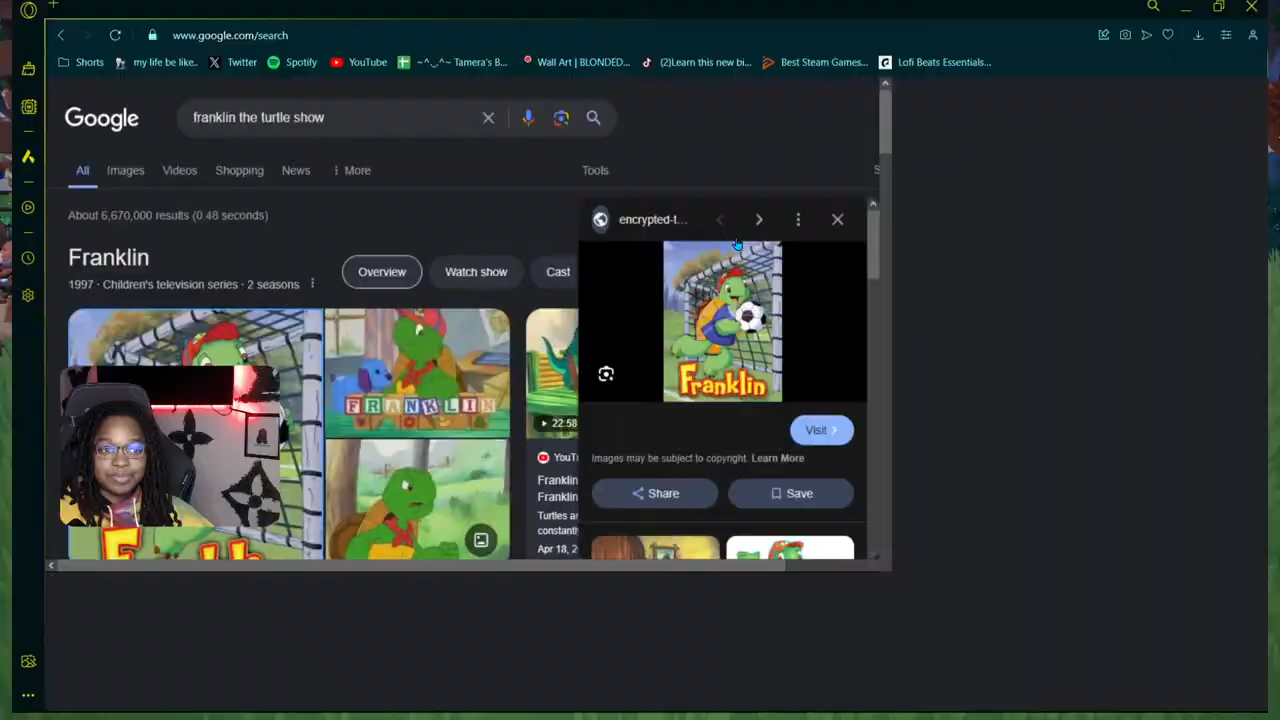 www.google.com/search
Shorts
my life be like..
Twitter
Spotify
YouTube
~^_^~ Tamera's B...
Wall Art | BLONDED...
(2)Learn this new bi...
Best Steam Games...
Lofi Beats Essentials...
Google
franklin the turtle show
All
Images
Videos
Shopping
News
More
Tools
S
About 6,670,000 results (0.48 seconds)
encrypted-t...
Franklin
1997 · Children's television series · 2 seasons
Overview
Watch show
Cast
FRANKLIN
Franklin
22:58
Visit
YouT
Images may be subject to copyright. Learn More
Franklin
Franklin
Share
Save
Turtles ar
constantly
Apr 18, 2